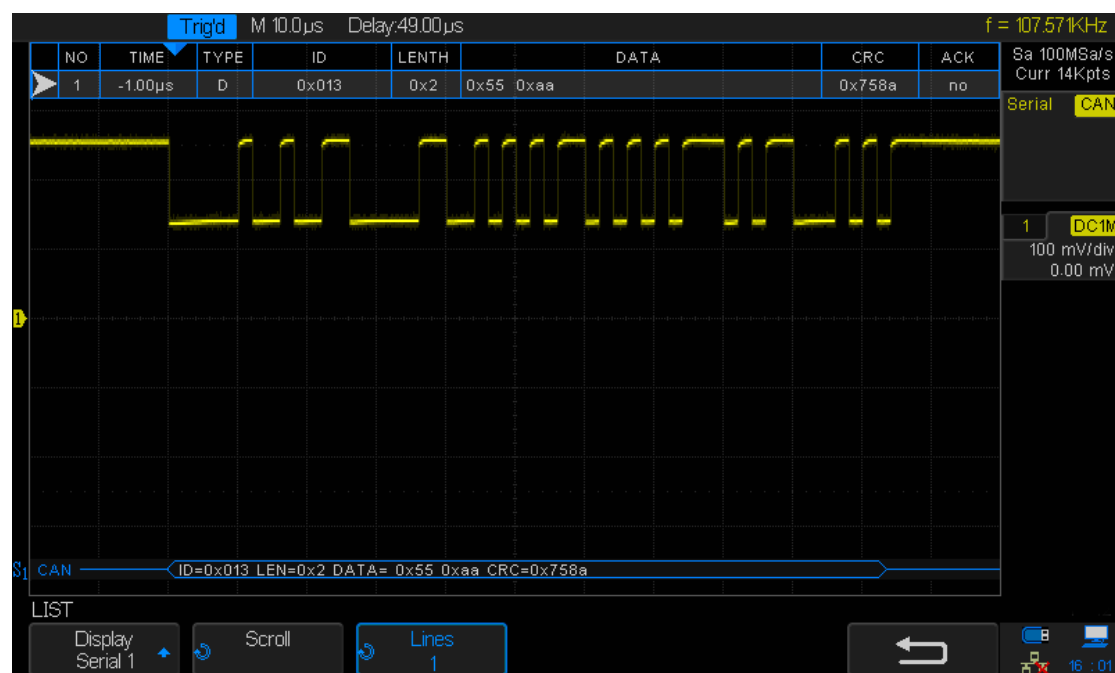 Trig'd M 10.0µs Delay:49.00µs f = 107.571KHz
NO TIME TYPE ID LENTH DATA CRC ACK
1 -1.00µs D 0x013 0x2 0x55 0xaa 0x758a no
Sa 100MSa/s
Curr 14Kpts
Serial CAN
1 DC1M
100 mV/div
0.00 mV
1
S1 CAN ID=0x013 LEN=0x2 DATA= 0x55 0xaa CRC=0x758a
LIST
Display
Serial 1
Scroll
Lines
1
16 : 01